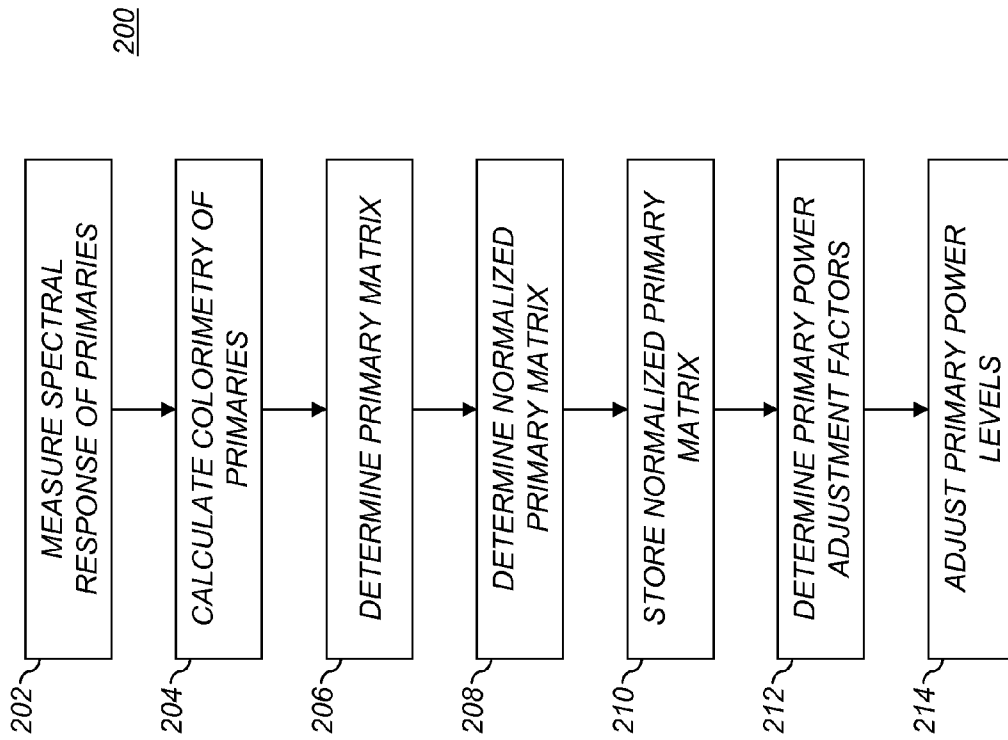 200
202
MEASURE SPECTRAL
RESPONSE OF PRIMARIES
204
CALCULATE COLORIMETRY OF
PRIMARIES
206
DETERMINE PRIMARY MATRIX
208
DETERMINE NORMALIZED
PRIMARY MATRIX
210
STORE NORMALIZED PRIMARY
MATRIX
212
DETERMINE PRIMARY POWER
ADJUSTMENT FACTORS
214
ADJUST PRIMARY POWER
LEVELS